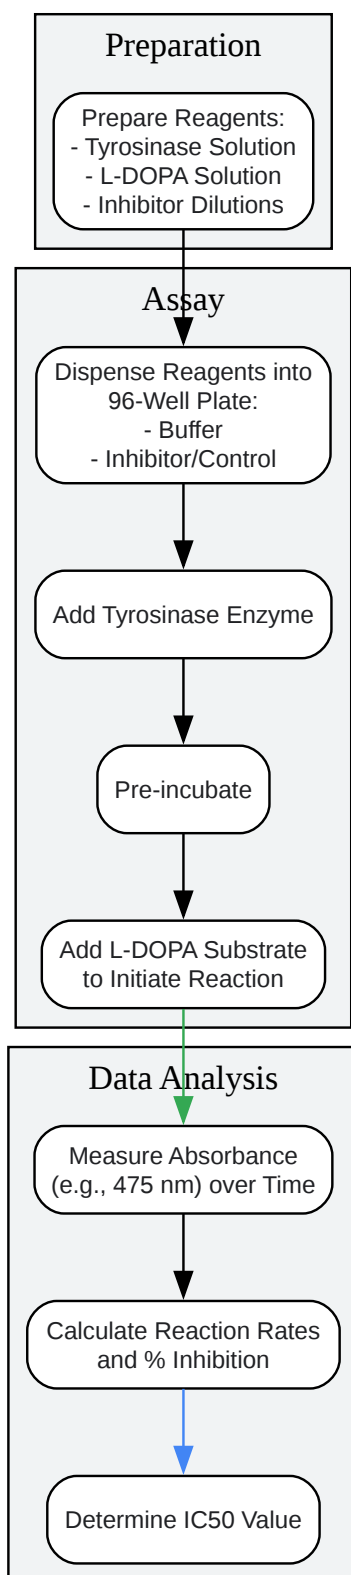 Preparation
Prepare Reagents:
- Tyrosinase Solution
- L-DOPA Solution
- Inhibitor Dilutions
Assay
Dispense Reagents into
96-Well Plate:
- Buffer
- Inhibitor/Control
Add Tyrosinase Enzyme
Pre-incubate
Add L-DOPA Substrate
to Initiate Reaction
Data Analysis
Measure Absorbance
(e.g., 475 nm) over Time
Calculate Reaction Rates
and % Inhibition
Determine IC50 Value